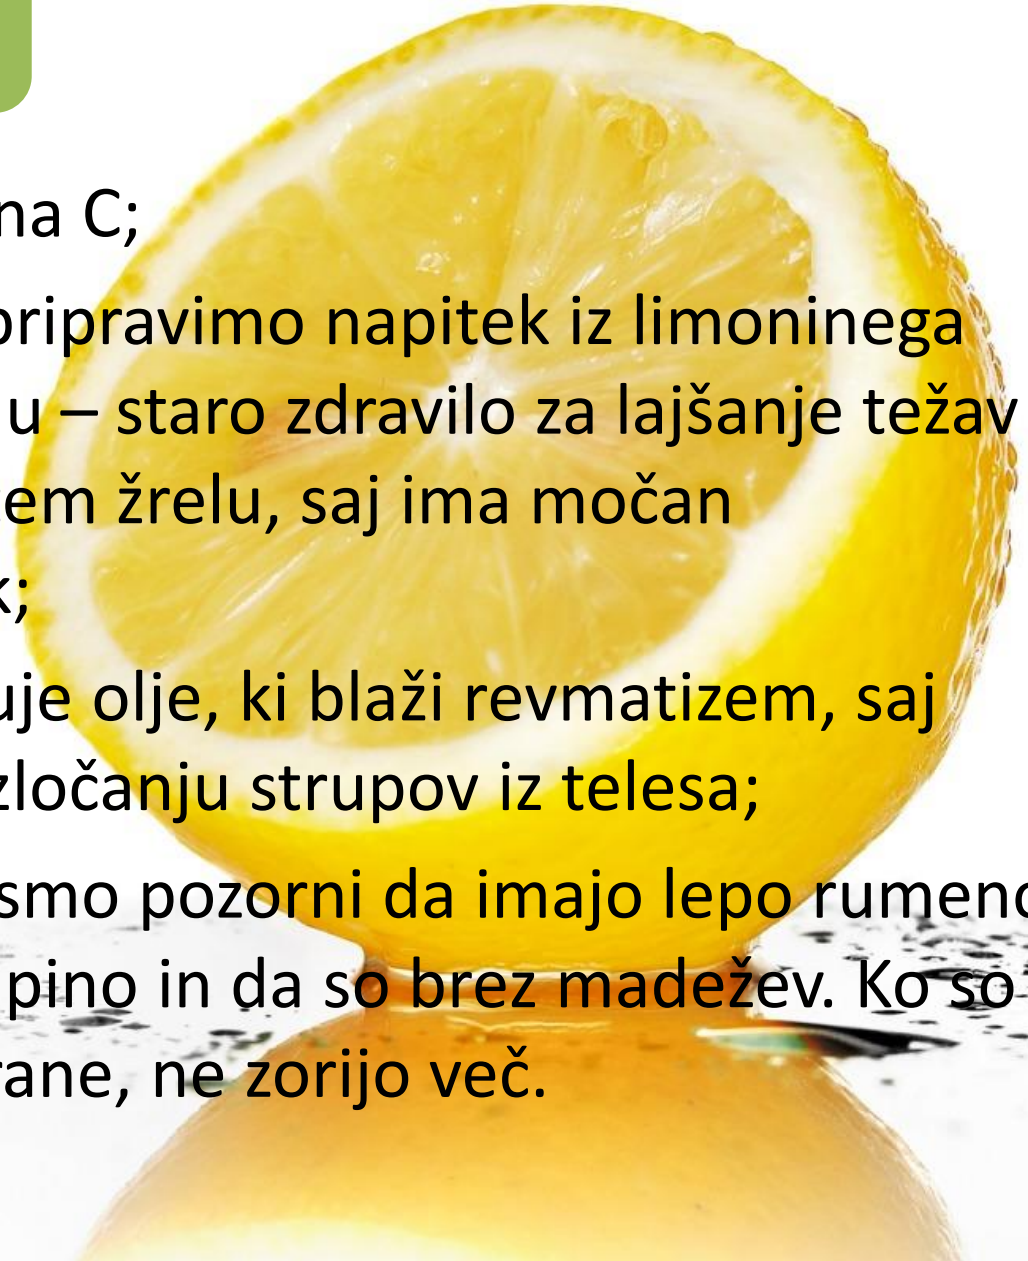 na C;
pripravimo napitek iz limoninega
u – staro zdravilo za lajšanje težav
em žrelu, saj ima močan
k;
uje olje, ki blaži revmatizem, saj
zločanju strupov iz telesa;
smo pozorni da imajo lepo rumeno
pino in da so brez madežev. Ko so
rane, ne zorijo več.